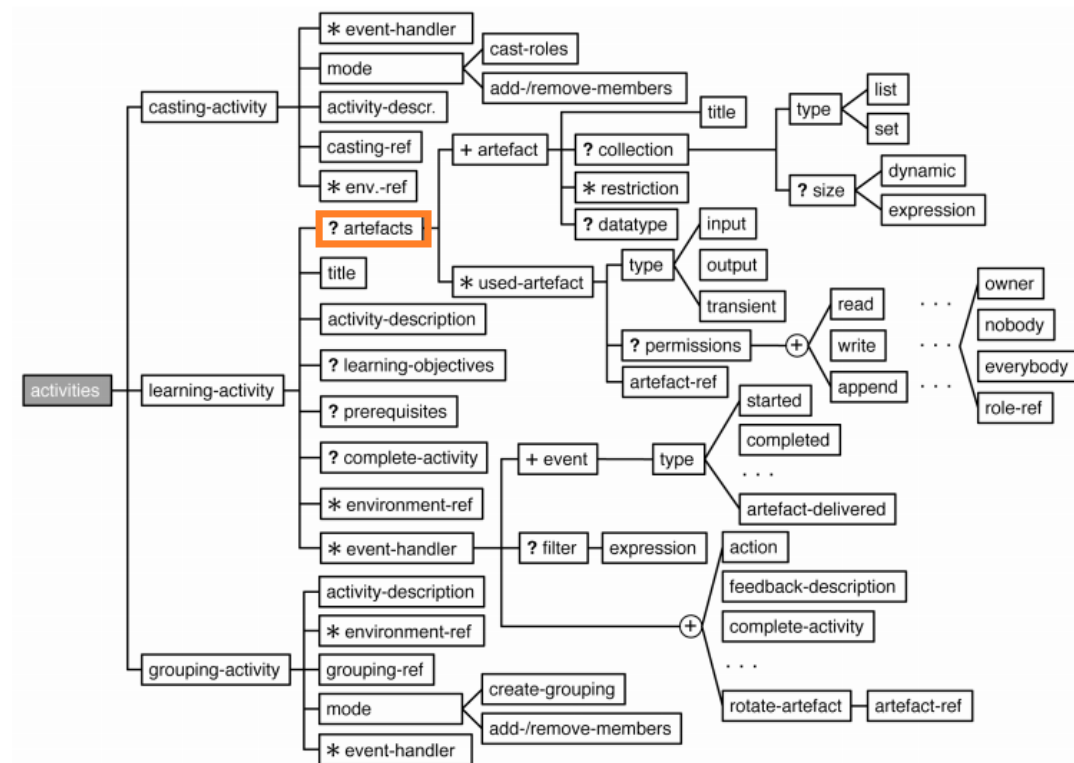 * event-handler
mode
cast-roles
add-/remove-members
casting-activity
activity-descr.
casting-ref
* env.-ref
+ artefact
title
? collection
type
list
set
? size
dynamic
expression
* restriction
? datatype
? artefacts
title
activity-description
* used-artefact
type
input
output
transient
? permissions
+
read
write
append
. . .
. . .
. . .
owner
nobody
everybody
role-ref
artefact-ref
activities
learning-activity
? learning-objectives
? prerequisites
? complete-activity
* environment-ref
* event-handler
+ event
type
started
completed
. . .
artefact-delivered
? filter
expression
+
action
feedback-description
complete-activity
. . .
rotate-artefact
artefact-ref
grouping-activity
activity-description
* environment-ref
grouping-ref
mode
create-grouping
add-/remove-members
* event-handler